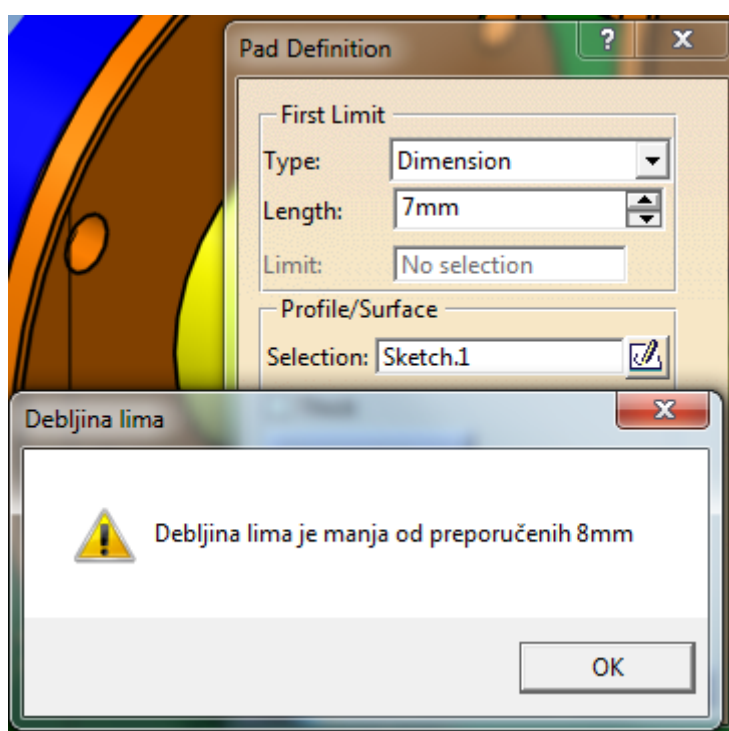 Pad Definition
First Limit
Type: Dimension
Length: 7mm
Limit: No selection
Profile/Surface
Selection: Sketch.1
Debljina lima
Debljina lima je manja od preporučenih 8mm
OK